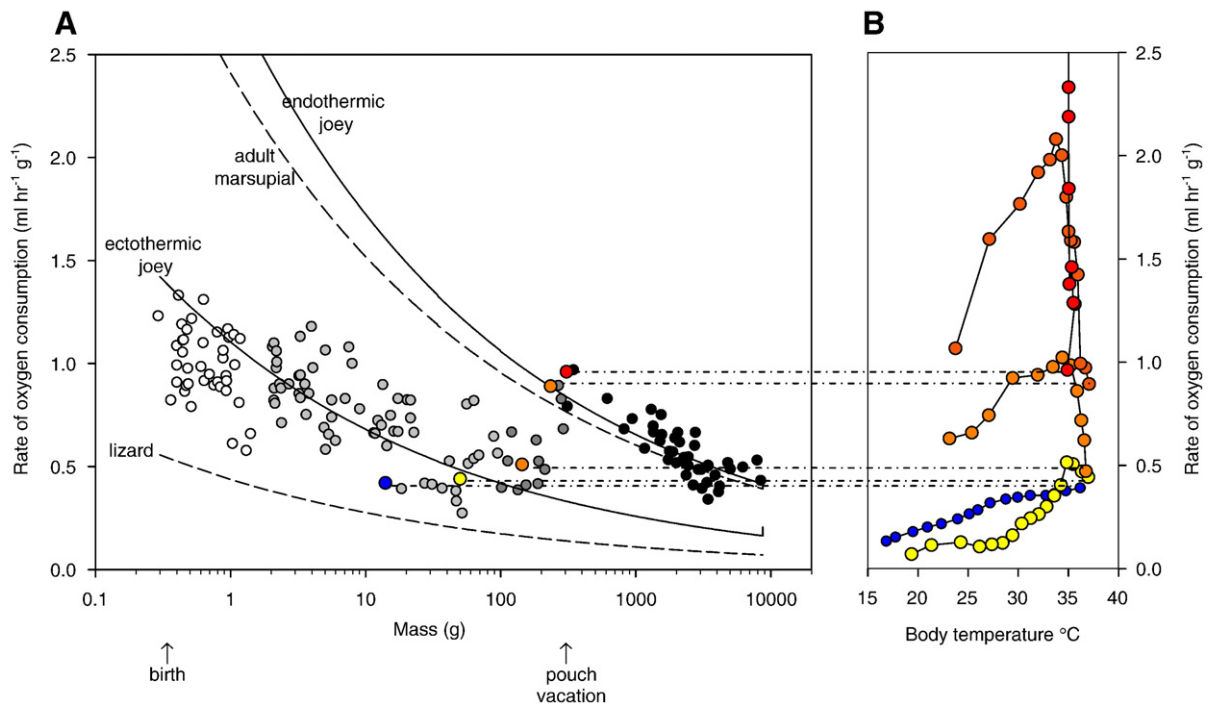 A
B
2.5
2.0
1.5
1.0
0.5
0.0
Rate of oxygen consumption (ml hr⁻¹ g⁻¹)
endothermic
joey
adult
marsupial
ectothermic
joey
lizard
0.1
1
10
100
1000
10000
Mass (g)
birth
pouch
vacation
2.5
2.0
1.5
1.0
0.5
0.0
Rate of oxygen consumption (ml hr⁻¹ g⁻¹)
15
20
25
30
35
40
Body temperature °C